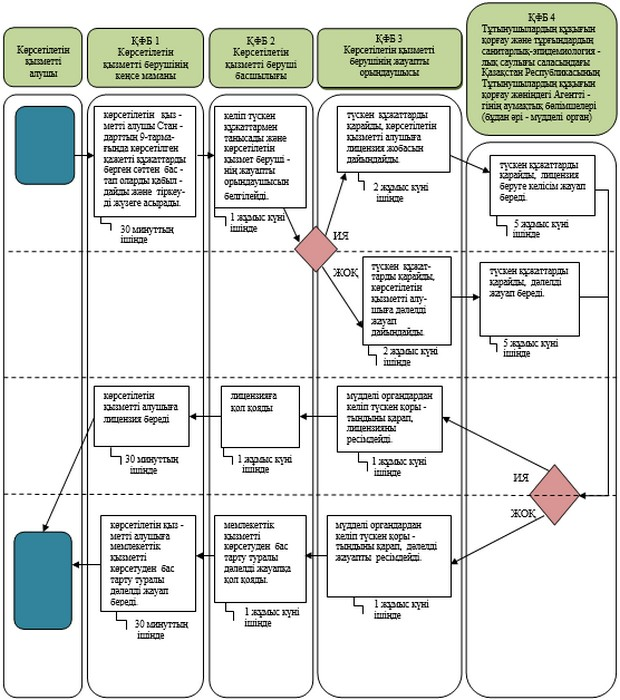 Көрсетілетін
қызметті
алушы
ҚФБ 1
Көрсетілетін
қызметті берушінің
кеңсе маманы
ҚФБ 2
Көрсетілетін
қызметті беруші
басшылығы
ҚФБ 3
Көрсетілетін қызметті
берушінің жауапты
орындаушысы
ҚФБ 4
Тұтынушылардың құқығын
қорғау және тұрғындардың
санитарлық-эпидемиология -
лық саулығы саласындағы
Қазақстан Республикасының
Тұтынушылардың құқығын
қорғау жөніндегі Агентті -
гінің аумақтық бөлімшелері
(бұдан әрі - мүдделі орган)
көрсетілетін қыз -
метті алушы Стан -
дарттың 9-тарма-
ғында көрсетілген
қажетті құжаттарды
берген сәттен бас -
тап оларды қабыл -
дайды және тіркеу-
ді жүзеге асырады.
30 минуттың
ішінде
келіп түскен
құжаттармен
танысады және
көрсетілетін
қызмет беруші -
нің жауапты
орындаушысын
белгілейді.
1 жұмыс күні
ішінде
түскен құжаттарды
қарайды, көрсетілетін
қызметті алушыға
лицензия жобасын
дайындайды.
2 жұмыс күні
ішінде
түскен құжаттарды
қарайды, лицензия
беруге келісім жауап
береді.
5 жұмыс күні
ішінде
ИЯ
ЖОҚ
түскен құжат-
тарды қарайды,
көрсетілетін
қызметті алу-
шыға дәлелді
жауап
дайындайды.
2 жұмыс күні
ішінде
түскен құжаттарды
қарайды, дәлелді
жауап береді.
5 жұмыс күні
ішінде
көрсетілетін
қызметті алушыға
лицензия береді
30 минуттың
ішінде
лицензияға
қол қояды
1 жұмыс күні
ішінде
мүдделі органдардан
келіп түскен қоры -
тындыны қарап,
лицензияны
ресімдейді.
1 жұмыс күні
ішінде
ИЯ
ЖОҚ
көрсетілетін қыз -
метті алушыға
мемлекеттік
қызметті
көрсетуден бас
тарту туралы
дәлелді жауап
береді.
30 минуттың
ішінде
мемлекеттік
қызметті
көрсетуден бас
тарту туралы
дәлелді жауапқа
қол қояды.
1 жұмыс күні
ішінде
мүдделі органдардан
келіп түскен қоры -
тындыны қарап, дәлелді
жауапты ресімдейді.
1 жұмыс күні
ішінде